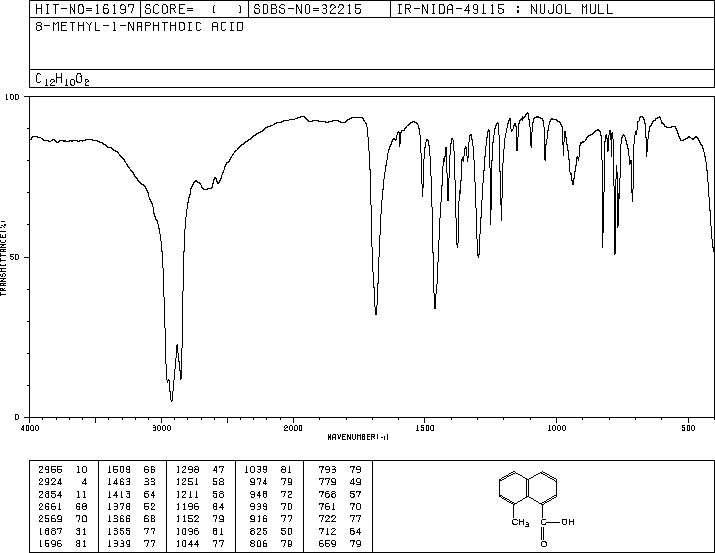 HIT-NO=16197 SCORE= ( ) SDBS-NO=32215 IR-NIDA-49115 : NUJOL MULL
8-METHYL-1-NAPHTHOIC ACID
C12H10O2
100
50
0
TRANSMITTANCE(%)
4000 3000 2000 1500 1000 500
WAVENUMBER(-1)
2955 10 1509 66 1298 47 1039 81 793 79
2924 4 1463 33 1251 58 974 79 779 49
2854 11 1413 64 1211 58 948 72 766 57
2661 68 1378 52 1196 84 939 70 761 70
2569 70 1366 68 1152 79 916 77 722 77
1687 31 1355 77 1096 81 825 50 712 64
1596 81 1339 77 1044 77 806 79 659 79
CH3 C OH
O